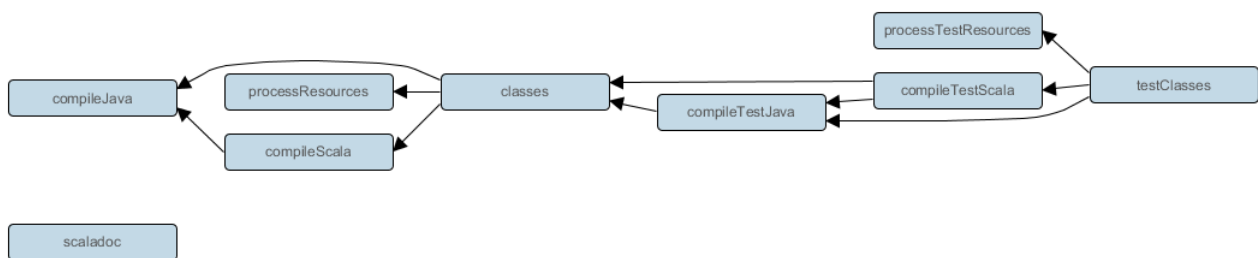 processTestResources
compileJava
processResources
classes
compileTestScala
testClasses
compileTestJava
compileScala
scaladoc